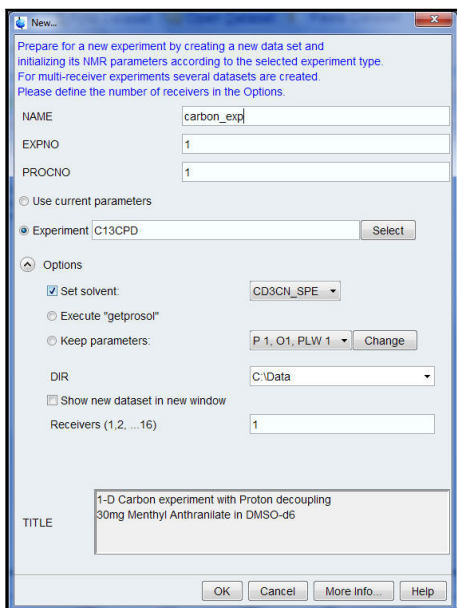 New...
Prepare for a new experiment by creating a new data set and
initializing its NMR parameters according to the selected experiment type.
For multi-receiver experiments several datasets are created.
Please define the number of receivers in the Options.
NAME carbon_exp
EXPNO 1
PROCNO 1
Use current parameters
Experiment C13CPD Select
Options
Set solvent: CD3CN_SPE
Execute "getprosol"
Keep parameters: P 1, O1, PLW 1 Change
DIR C:\Data
Show new dataset in new window
Receivers (1,2, ...16) 1
1-D Carbon experiment with Proton decoupling
30mg Menthyl Anthranilate in DMSO-d6
TITLE
OK Cancel More Info... Help